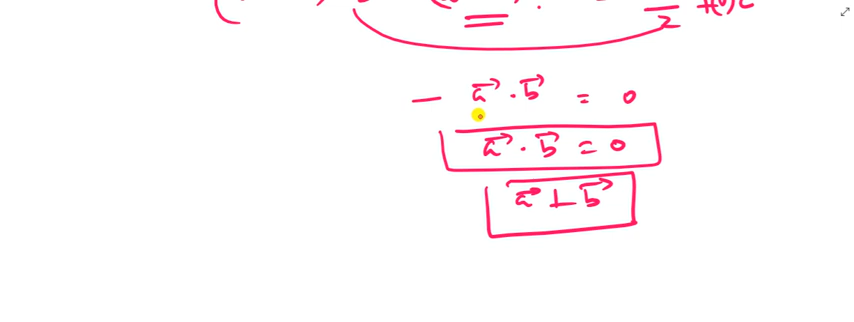 - a⃗ · b⃗ = 0
a⃗ · b⃗ = 0
a⃗ ⊥ b⃗